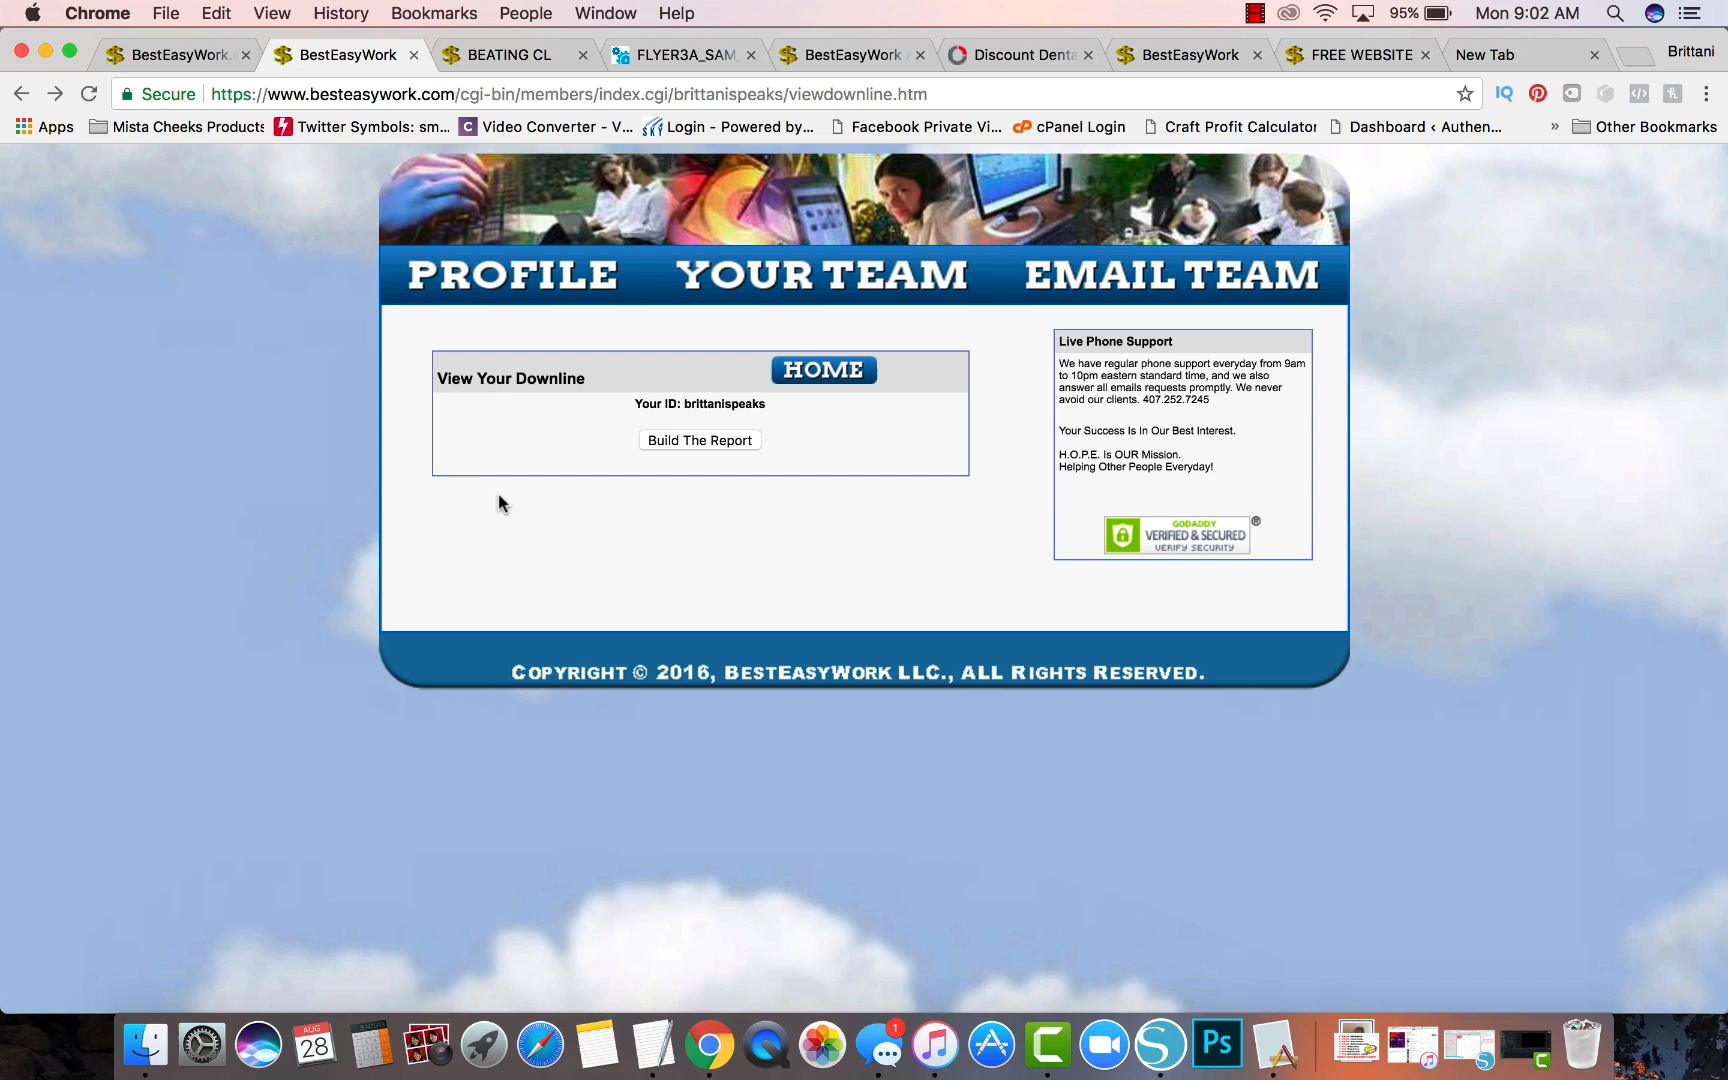 Chrome File Edit View History Bookmarks People Window Help 95% Mon 9:02 AM
BestEasyWork. BestEasyWork BEATING CL FLYER3A_SAM BestEasyWork Discount Denta BestEasyWork FREE WEBSITE New Tab Brittani
Secure https://www.besteasywork.com/cgi-bin/members/index.cgi/brittanispeaks/viewdownline.htm IQ
Apps Mista Cheeks Products Twitter Symbols: sm... C Video Converter - V... Login - Powered by... Facebook Private Vi... cP cPanel Login Craft Profit Calculator Dashboard ‹ Authen... » Other Bookmarks
PROFILE YOUR TEAM EMAIL TEAM
View Your Downline
HOME
Your ID: brittanispeaks
Build The Report
Live Phone Support
We have regular phone support everyday from 9am
to 10pm eastern standard time, and we also
answer all emails requests promptly. We never
avoid our clients. 407.252.7245
Your Success Is In Our Best Interest.
H.O.P.E. Is OUR Mission.
Helping Other People Everyday!
GODADDY
VERIFIED & SECURED
VERIFY SECURITY
®
Copyright © 2016, BestEasyWork LLC., ALL Rights Reserved.
AUG
28
1
Ps